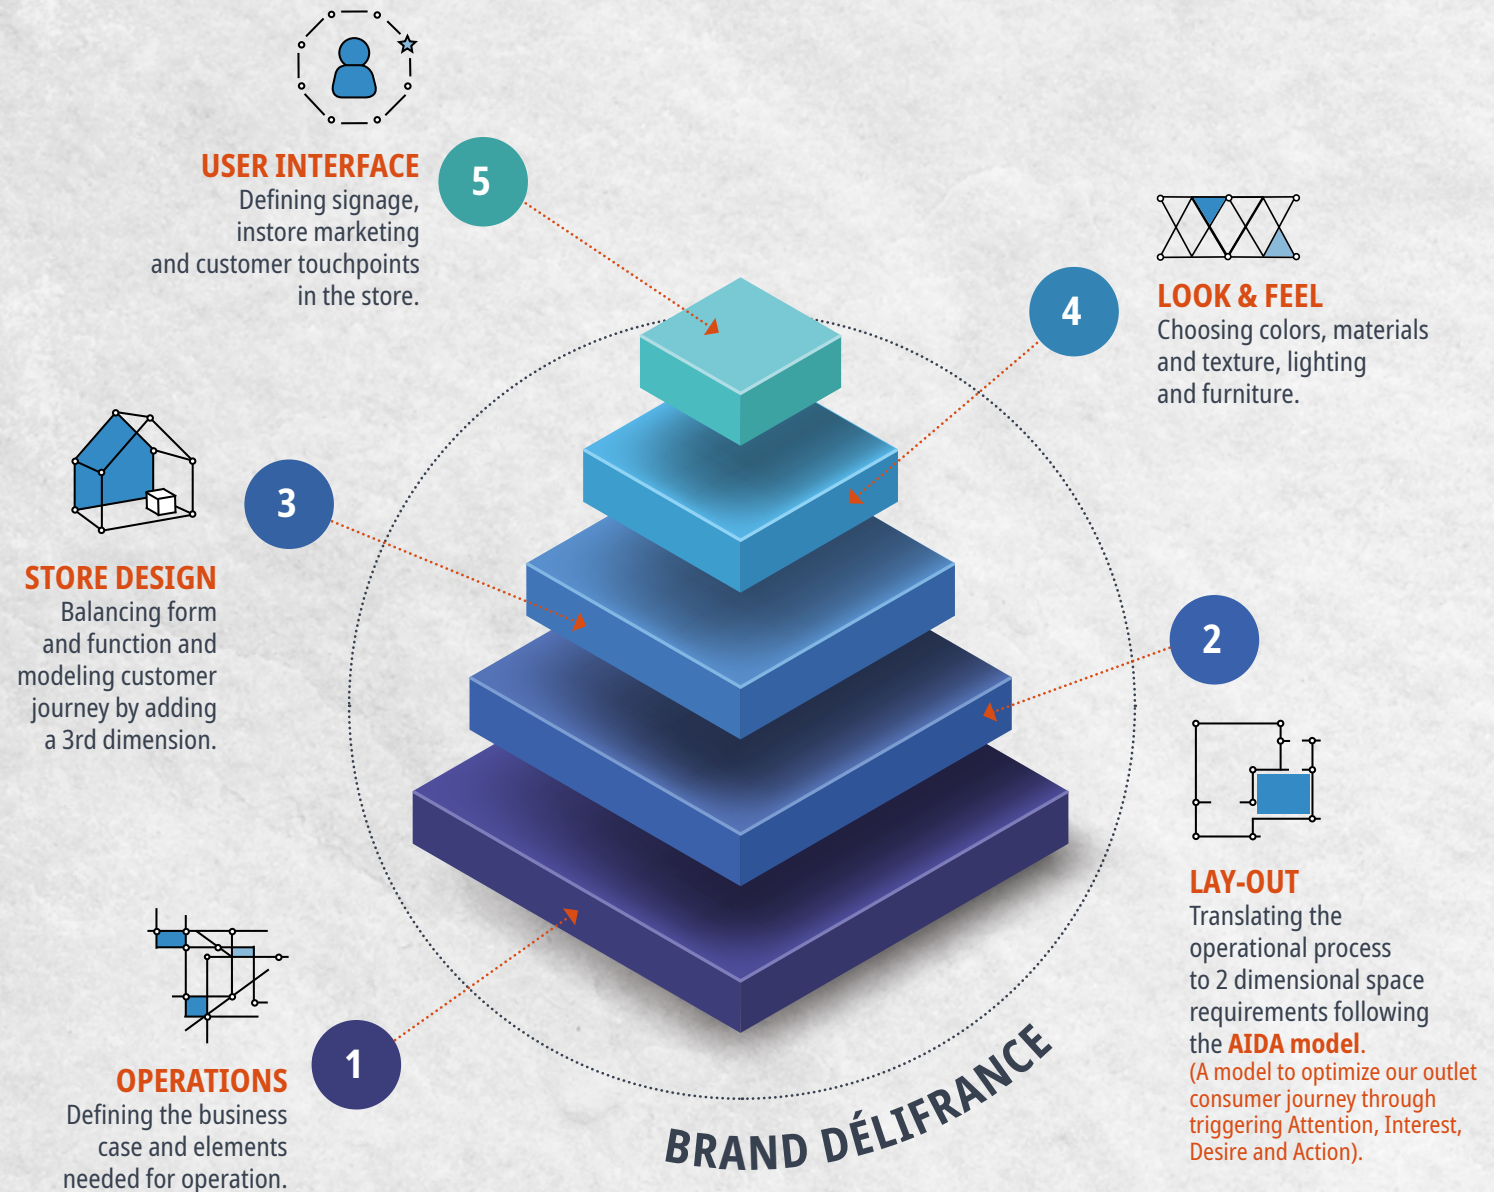 USER INTERFACE
Defining signage,
instore marketing
and customer touchpoints
in the store.
5
LOOK & FEEL
Choosing colors, materials
and texture, lighting
and furniture.
4
STORE DESIGN
Balancing form
and function and
modeling customer
journey by adding
a 3rd dimension.
3
2
LAY-OUT
Translating the
operational process
to 2 dimensional space
requirements following
the AIDA model.
(A model to optimize our outlet
consumer journey through
triggering Attention, Interest,
Desire and Action).
OPERATIONS
Defining the business
case and elements
needed for operation.
1
BRAND DÉLIFRANCE